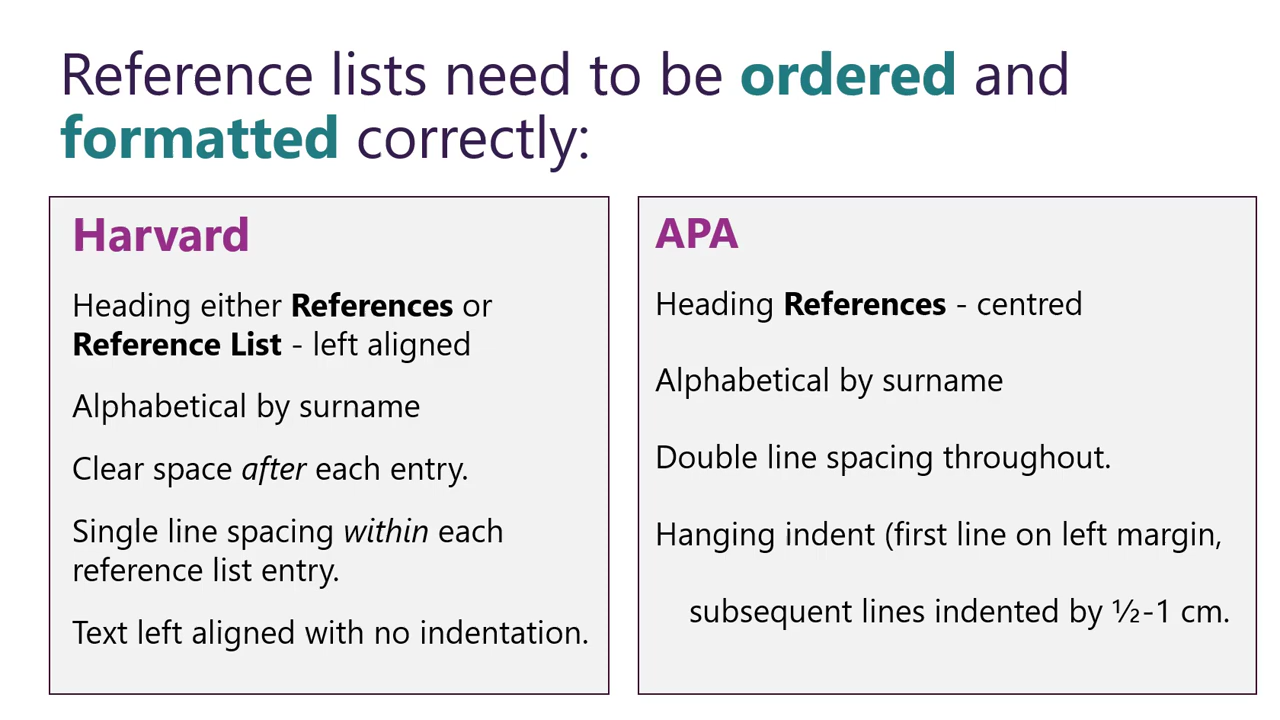 Reference lists need to be ordered and
formatted correctly:
Harvard
Heading either References or
Reference List - left aligned
Alphabetical by surname
Clear space after each entry.
Single line spacing within each
reference list entry.
Text left aligned with no indentation.
APA
Heading References - centred
Alphabetical by surname
Double line spacing throughout.
Hanging indent (first line on left margin,
subsequent lines indented by ½-1 cm.